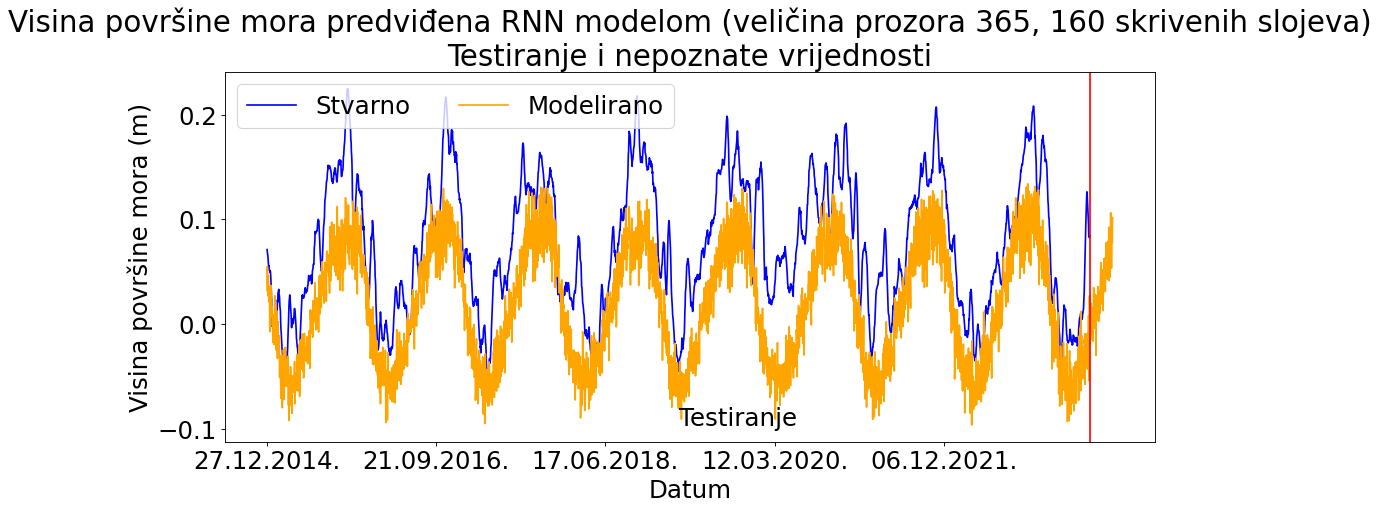 Visina površine mora predviđena RNN modelom (veličina prozora 365, 160 skrivenih slojeva)
Testiranje i nepoznate vrijednosti
Stvarno
Modelirano
Visina površine mora (m)
0.2
0.1
0.0
−0.1
Testiranje
27.12.2014.
21.09.2016.
17.06.2018.
12.03.2020.
06.12.2021.
Datum